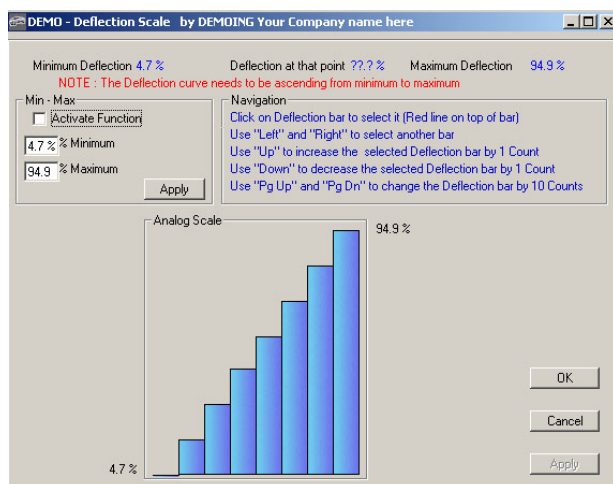 DEMO - Deflection Scale by DEMOING Your Company name here
Minimum Deflection 4.7 % Deflection at that point ??.? % Maximum Deflection 94.9 %
NOTE : The Deflection curve needs to be ascending from minimum to maximum
Min - Max
Activate Function
4.7 % % Minimum
94.9 % Maximum
Apply
Navigation
Click on Deflection bar to select it (Red line on top of bar)
Use "Left" and "Right" to select another bar
Use "Up" to increase the selected Deflection bar by 1 Count
Use "Down" to decrease the selected Deflection bar by 1 Count
Use "Pg Up" and "Pg Dn" to change the Deflection bar by 10 Counts
Analog Scale
94.9 %
4.7 %
OK
Cancel
Apply